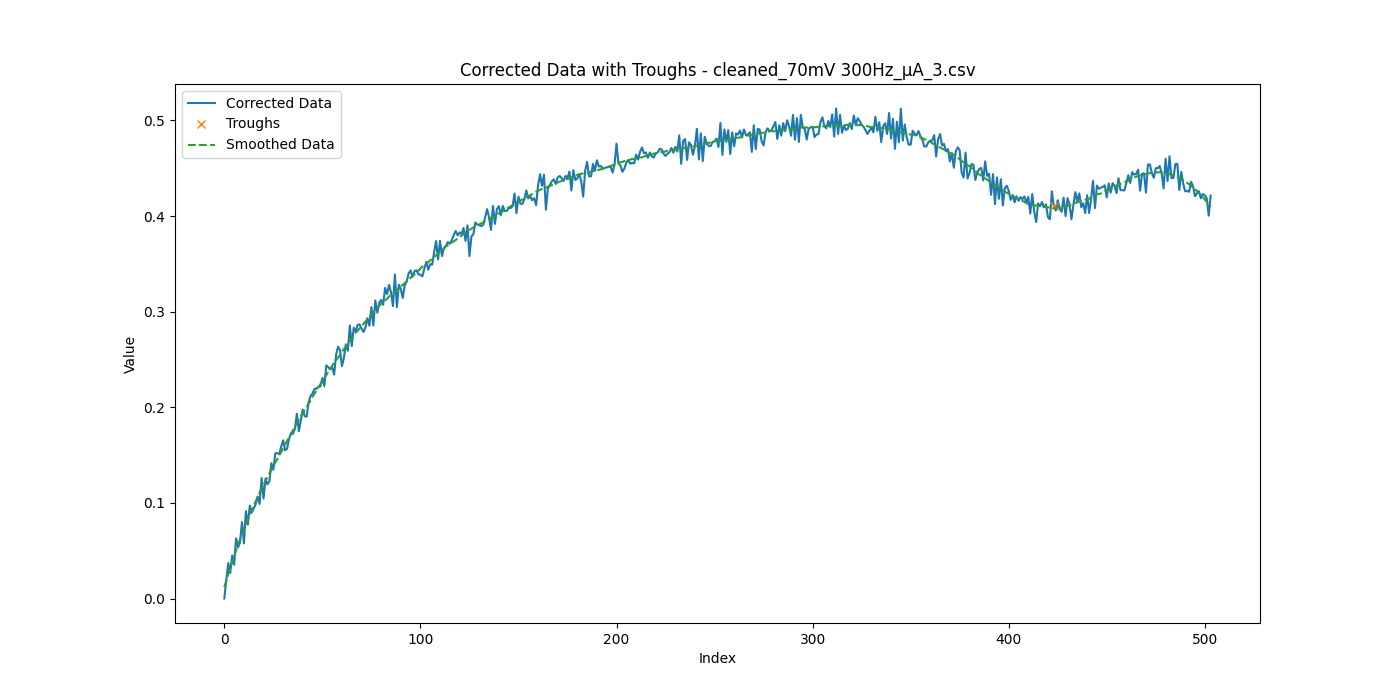 Corrected Data with Troughs - cleaned_70mV 300Hz_µA_3.csv
Corrected Data
Troughs
Smoothed Data
Value
0.5
0.4
0.3
0.2
0.1
0.0
0 100 200 300 400 500
Index